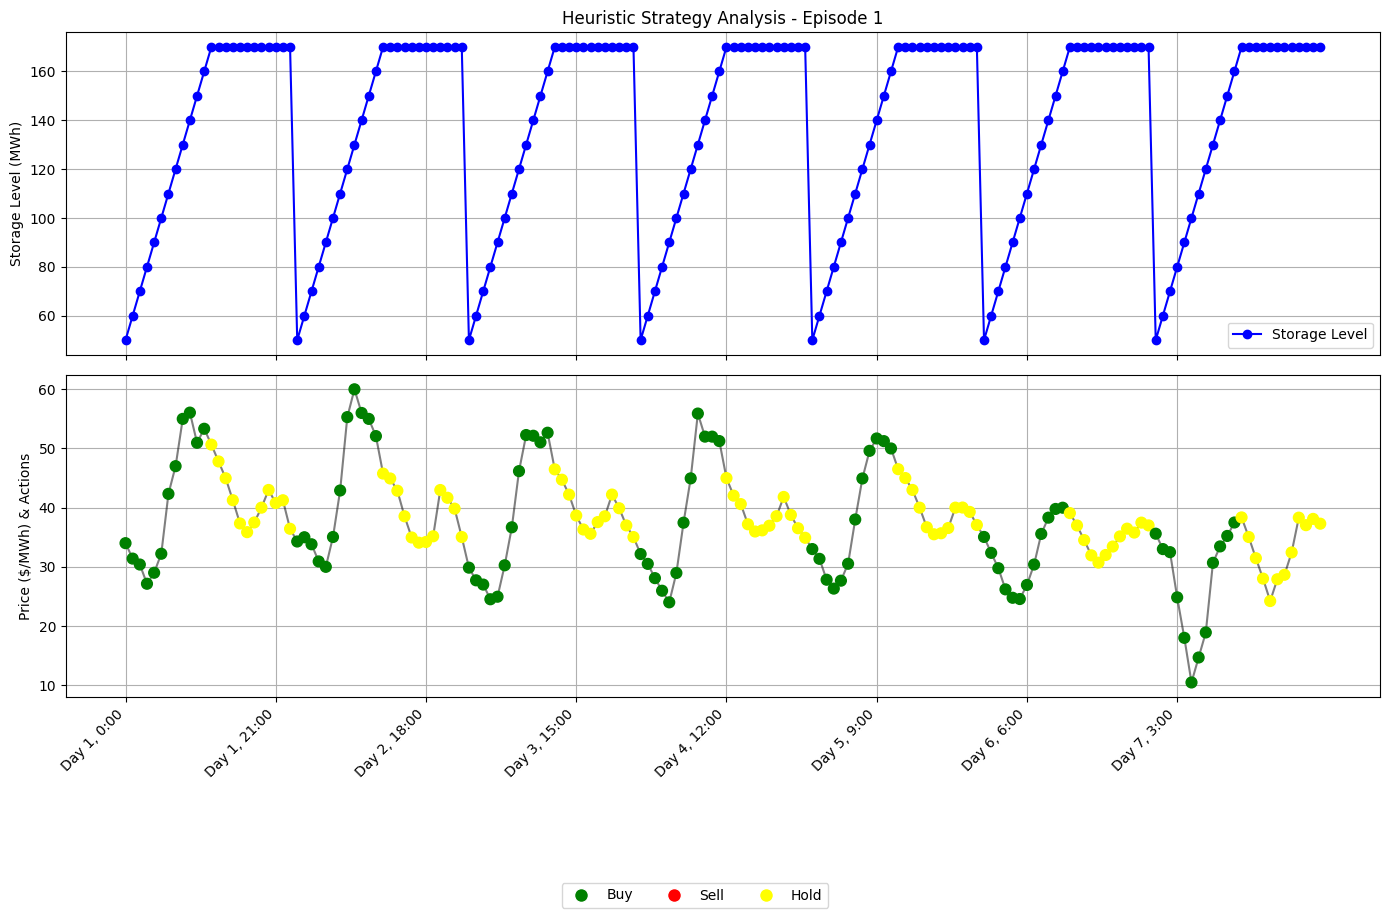 Heuristic Strategy Analysis - Episode 1
Storage Level (MWh)
160
140
120
100
80
60
Storage Level
Price ($/MWh) & Actions
60
50
40
30
20
10
Day 1, 0:00
Day 1, 21:00
Day 2, 18:00
Day 3, 15:00
Day 4, 12:00
Day 5, 9:00
Day 6, 6:00
Day 7, 3:00
Buy Sell Hold